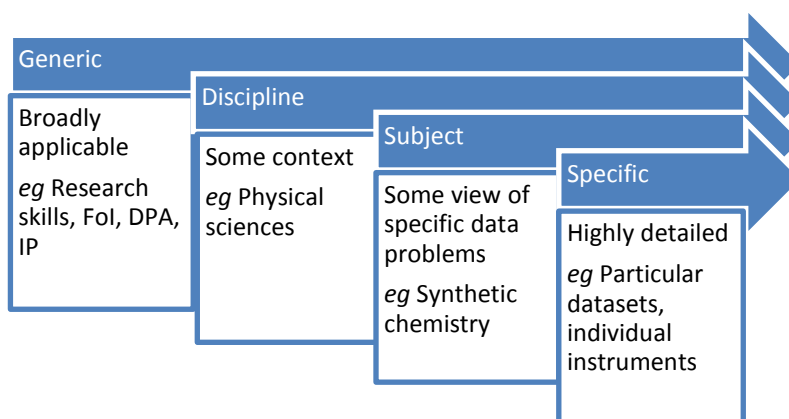 Generic
Broadly
applicable
eg Research
skills, FoI, DPA,
IP
Discipline
Some context
eg Physical
sciences
Subject
Some view of
specific data
problems
eg Synthetic
chemistry
Specific
Highly detailed
eg Particular
datasets,
individual
instruments